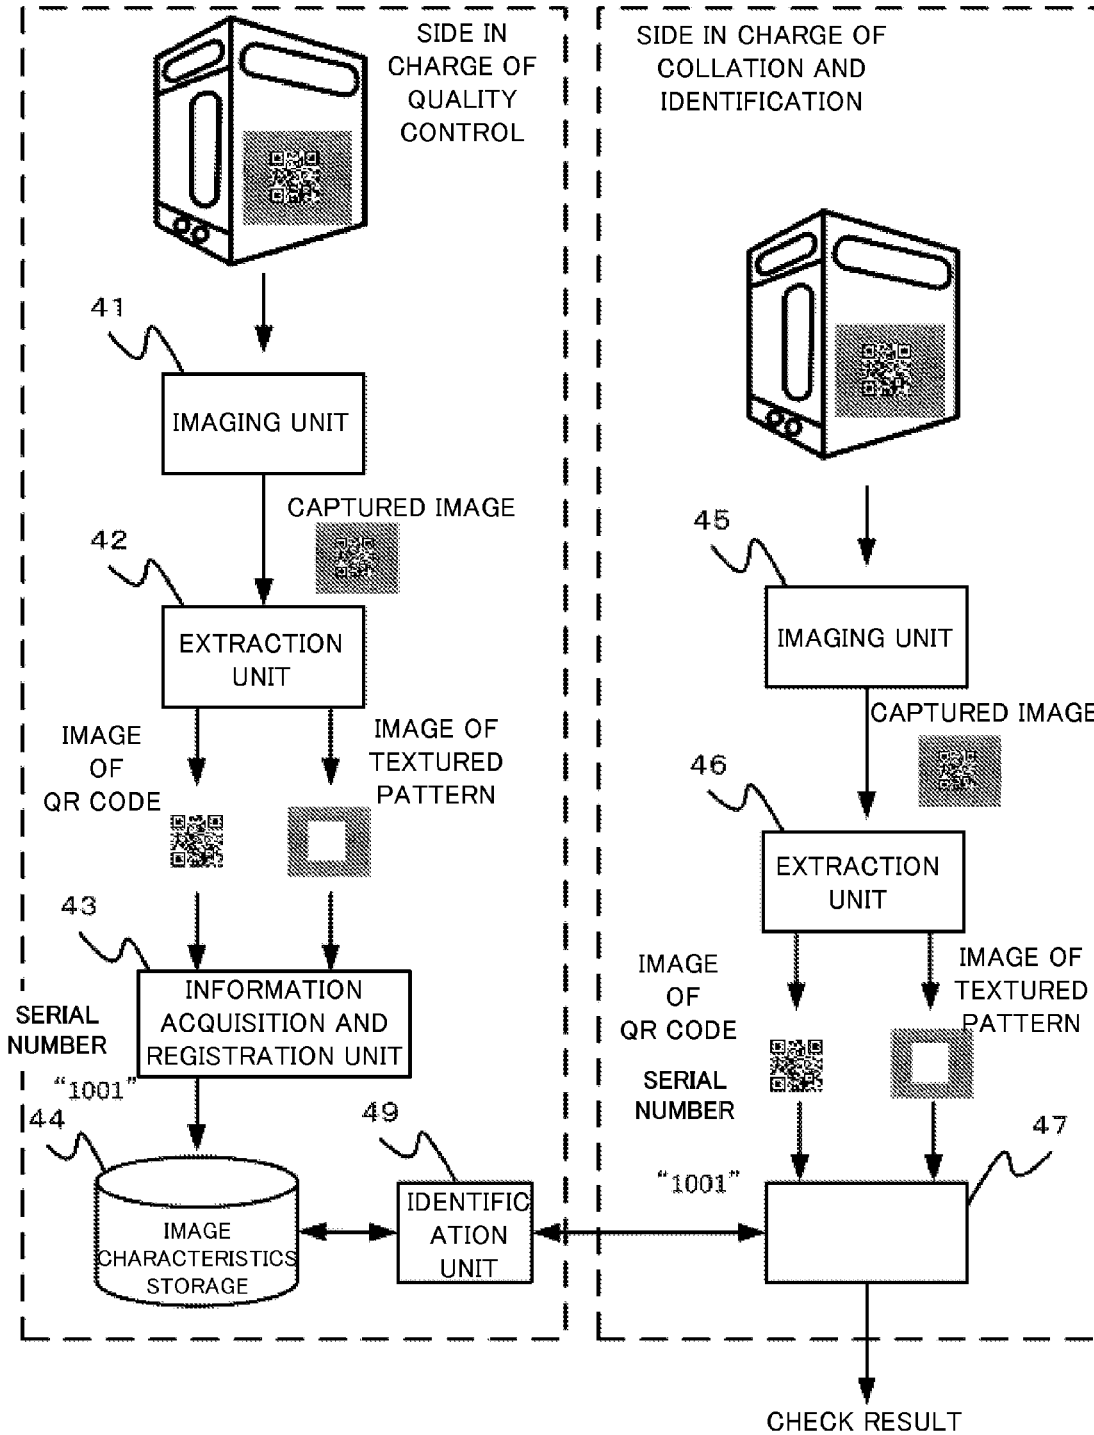 SIDE IN
CHARGE OF
QUALITY
CONTROL
41
IMAGING UNIT
CAPTURED IMAGE
42
EXTRACTION
UNIT
IMAGE
OF
QR CODE
IMAGE OF
TEXTURED
PATTERN
43
INFORMATION
ACQUISITION AND
REGISTRATION UNIT
SERIAL
NUMBER
“1001”
44
IMAGE
CHARACTERISTICS
STORAGE
49
IDENTIFIC
ATION
UNIT
SIDE IN CHARGE OF
COLLATION AND
IDENTIFICATION
45
IMAGING UNIT
CAPTURED IMAGE
46
EXTRACTION
UNIT
IMAGE
OF
QR CODE
IMAGE OF
TEXTURED
PATTERN
SERIAL
NUMBER
“1001”
47
CHECK RESULT